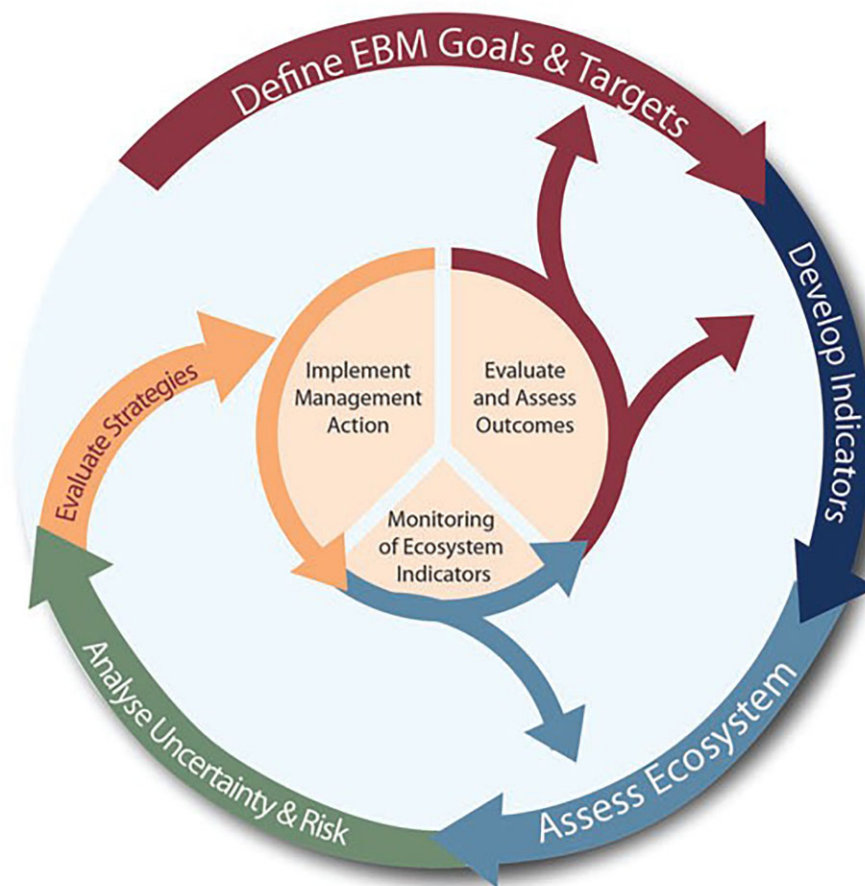 Define EBM Goals & Targets
Develop Indicators
Assess Ecosystem
Analyse Uncertainty & Risk
Evaluate Strategies
Implement
Management
Action
Evaluate
and Assess
Outcomes
Monitoring
of Ecosystem
Indicators